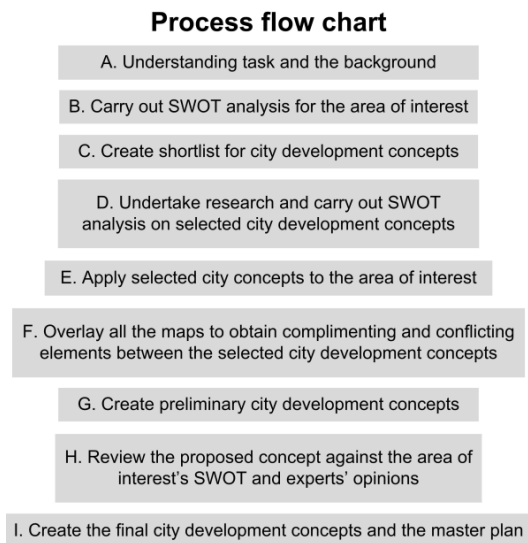 Process flow chart
A. Understanding task and the background
B. Carry out SWOT analysis for the area of interest
C. Create shortlist for city development concepts
D. Undertake research and carry out SWOT
analysis on selected city development concepts
E. Apply selected city concepts to the area of interest
F. Overlay all the maps to obtain complimenting and conflicting
elements between the selected city development concepts
G. Create preliminary city development concepts
H. Review the proposed concept against the area of
interest's SWOT and experts' opinions
I. Create the final city development concepts and the master plan